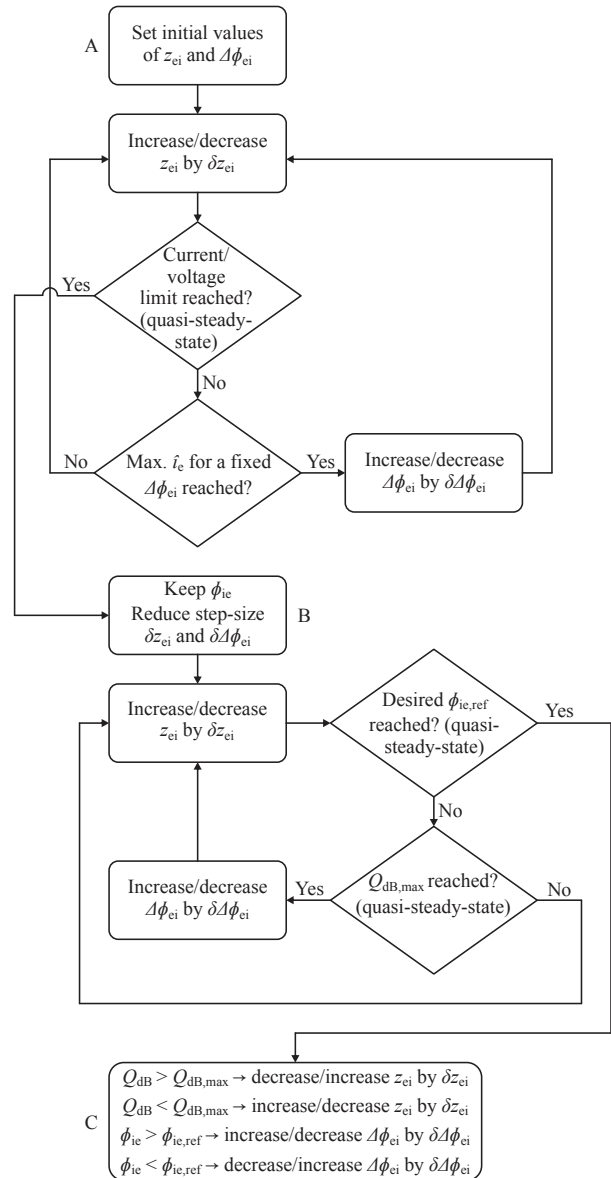 A
Set initial values
of z_ei and Δϕ_ei
Increase/decrease
z_ei by δz_ei
Current/
voltage
limit reached?
(quasi-steady-
state)
Yes
No
Max. î_e for a fixed
Δϕ_ei reached?
No
Yes
Increase/decrease
Δϕ_ei by δΔϕ_ei
Keep ϕ_ie
Reduce step-size
δz_ei and δΔϕ_ei
B
Increase/decrease
z_ei by δz_ei
Desired ϕ_ie,ref
reached? (quasi-
steady-state)
Yes
No
Q_dB,max reached?
(quasi-steady-state)
Yes
No
Increase/decrease
Δϕ_ei by δΔϕ_ei
C
Q_dB > Q_dB,max → decrease/increase z_ei by δz_ei
Q_dB < Q_dB,max → increase/decrease z_ei by δz_ei
ϕ_ie > ϕ_ie,ref → increase/decrease Δϕ_ei by δΔϕ_ei
ϕ_ie < ϕ_ie,ref → decrease/increase Δϕ_ei by δΔϕ_ei